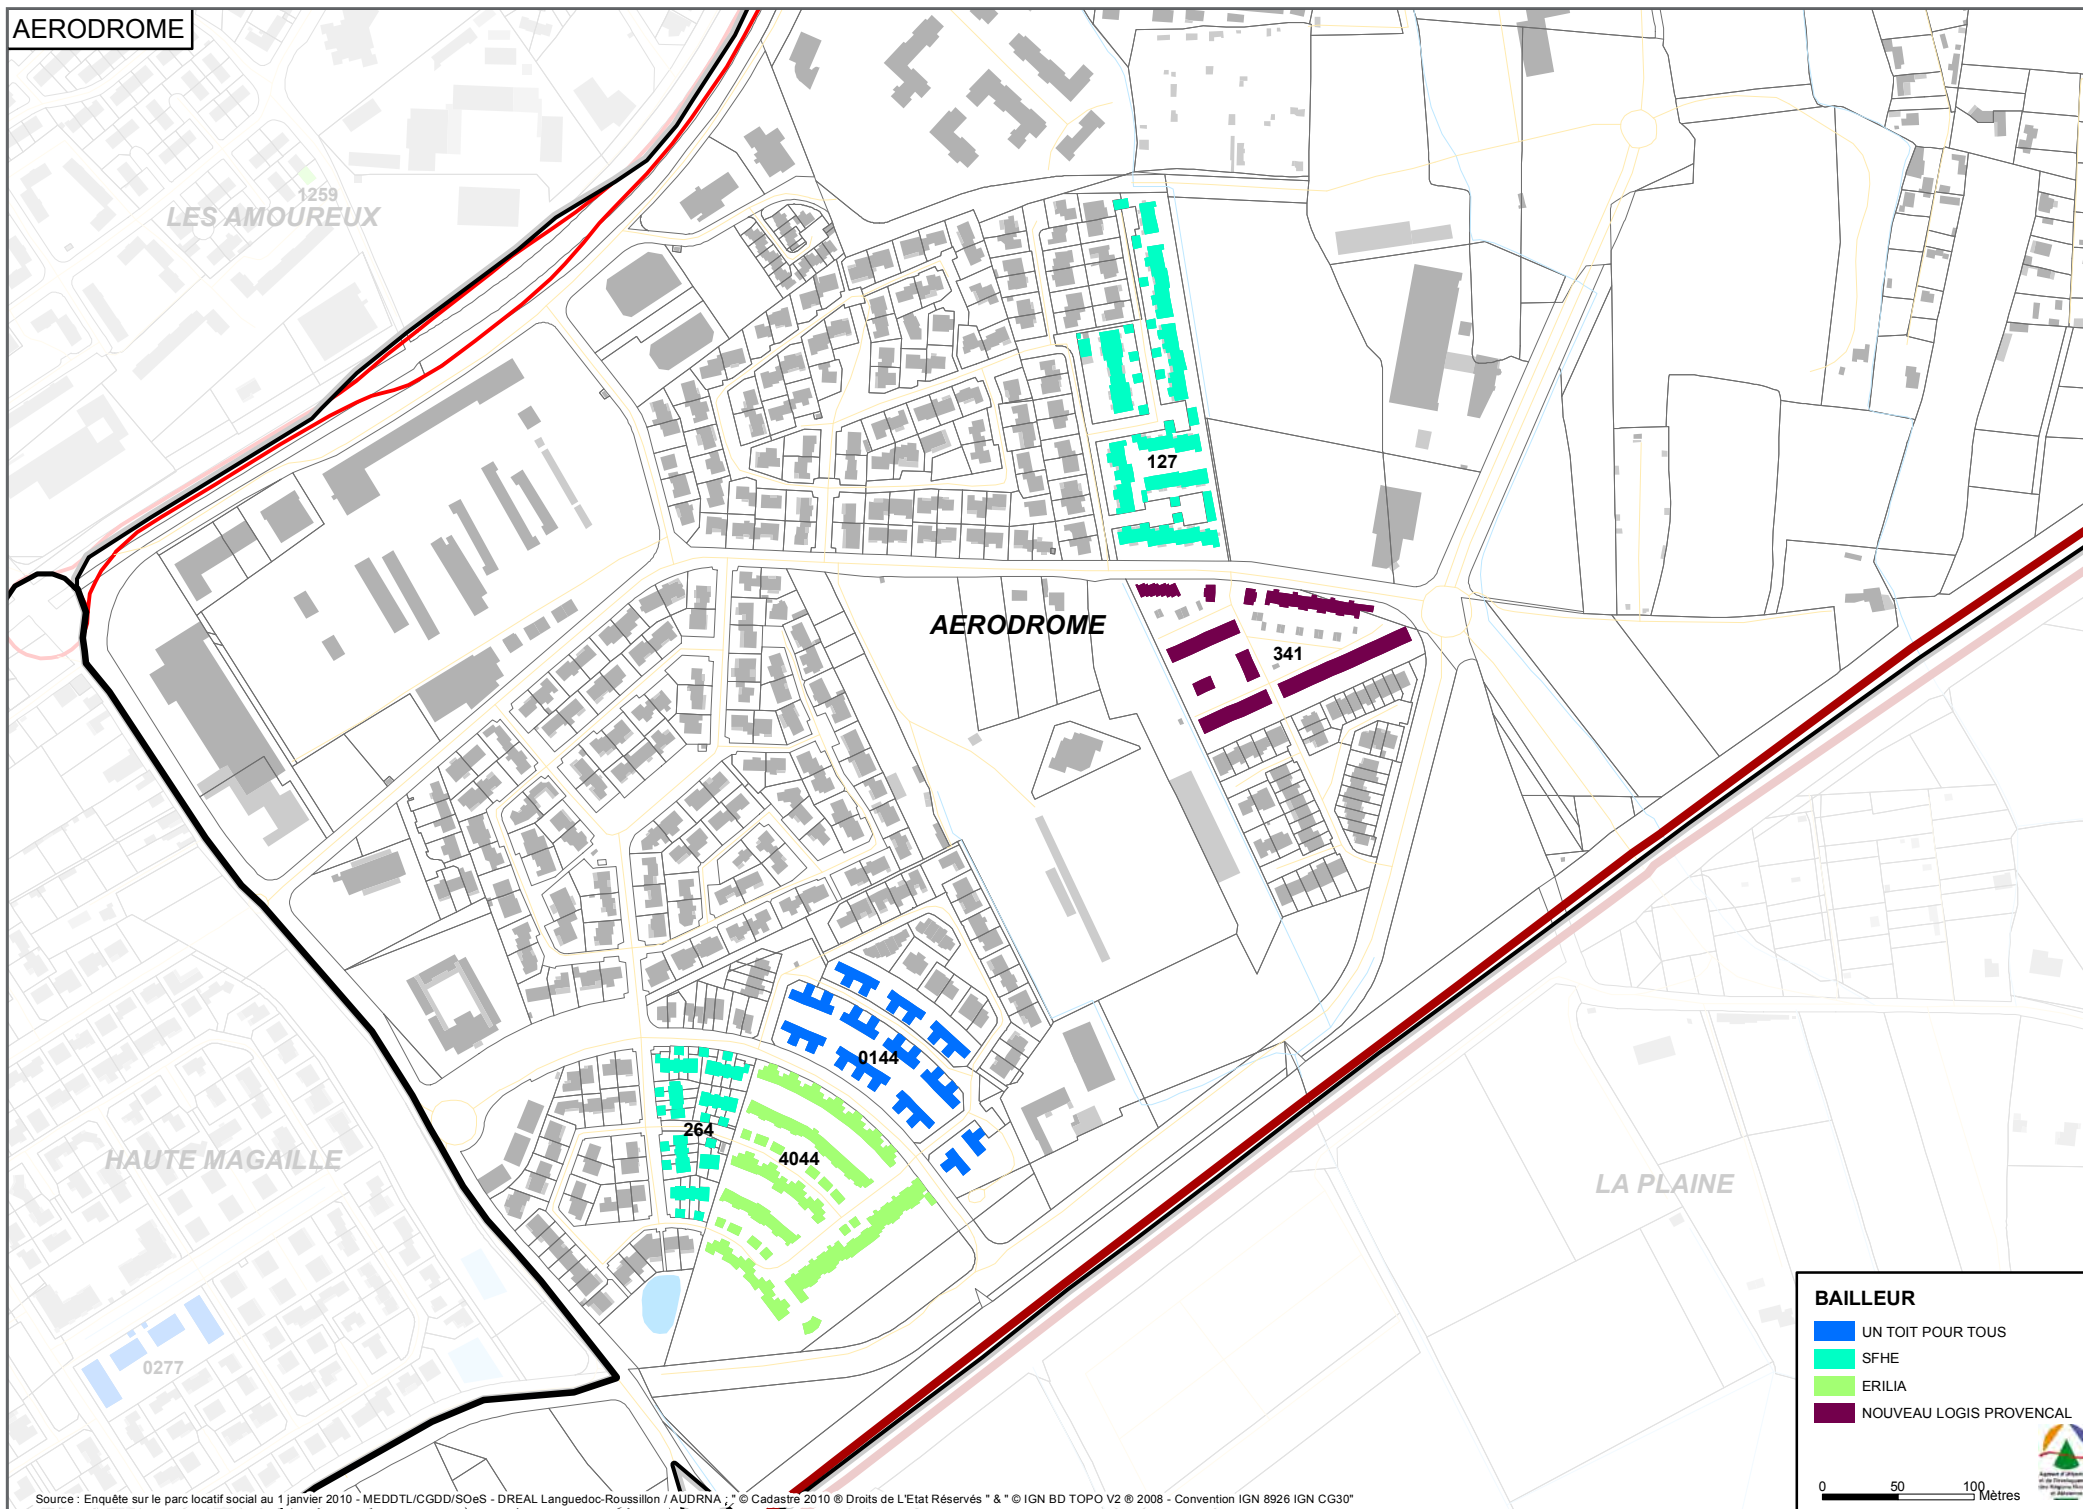 AERODROME
1259
LES AMOUREUX
127
AERODROME
341
0144
264
4044
HAUTE MAGAILLE
LA PLAINE
0277
BAILLEUR
UN TOIT POUR TOUS
SFHE
ERILIA
NOUVEAU LOGIS PROVENCAL
0 50 100 Mètres
Source : Enquête sur le parc locatif social au 1 janvier 2010 - MEDDTL/CGDD/SOeS - DREAL Languedoc-Roussillon / AUDRNA ; " © Cadastre 2010 ® Droits de L'Etat Réservés " & " © IGN BD TOPO V2 ® 2008 - Convention IGN 8926 IGN CG30"